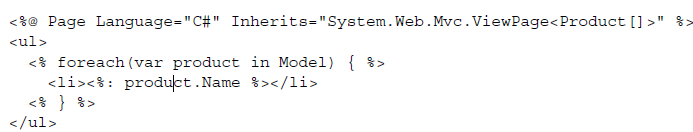 <%@ Page Language="C#" Inherits="System.Web.Mvc.ViewPage<Product[]>" %>
<ul>
  <% foreach(var product in Model) { %>
    <li><%: product.Name %></li>
  <% } %>
</ul>